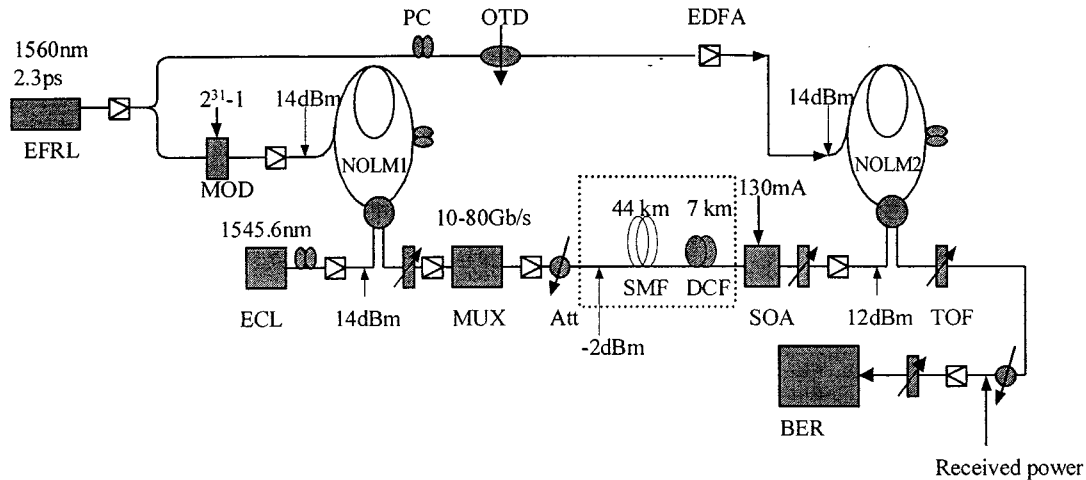 PC
OTD
EDFA
1560nm
2.3ps
2³¹-1
14dBm
14dBm
EFRL
MOD
NOLM1
NOLM2
130mA
10-80Gb/s
44 km
7 km
1545.6nm
ECL
14dBm
MUX
Att
SMF
DCF
SOA
12dBm
TOF
-2dBm
BER
Received power